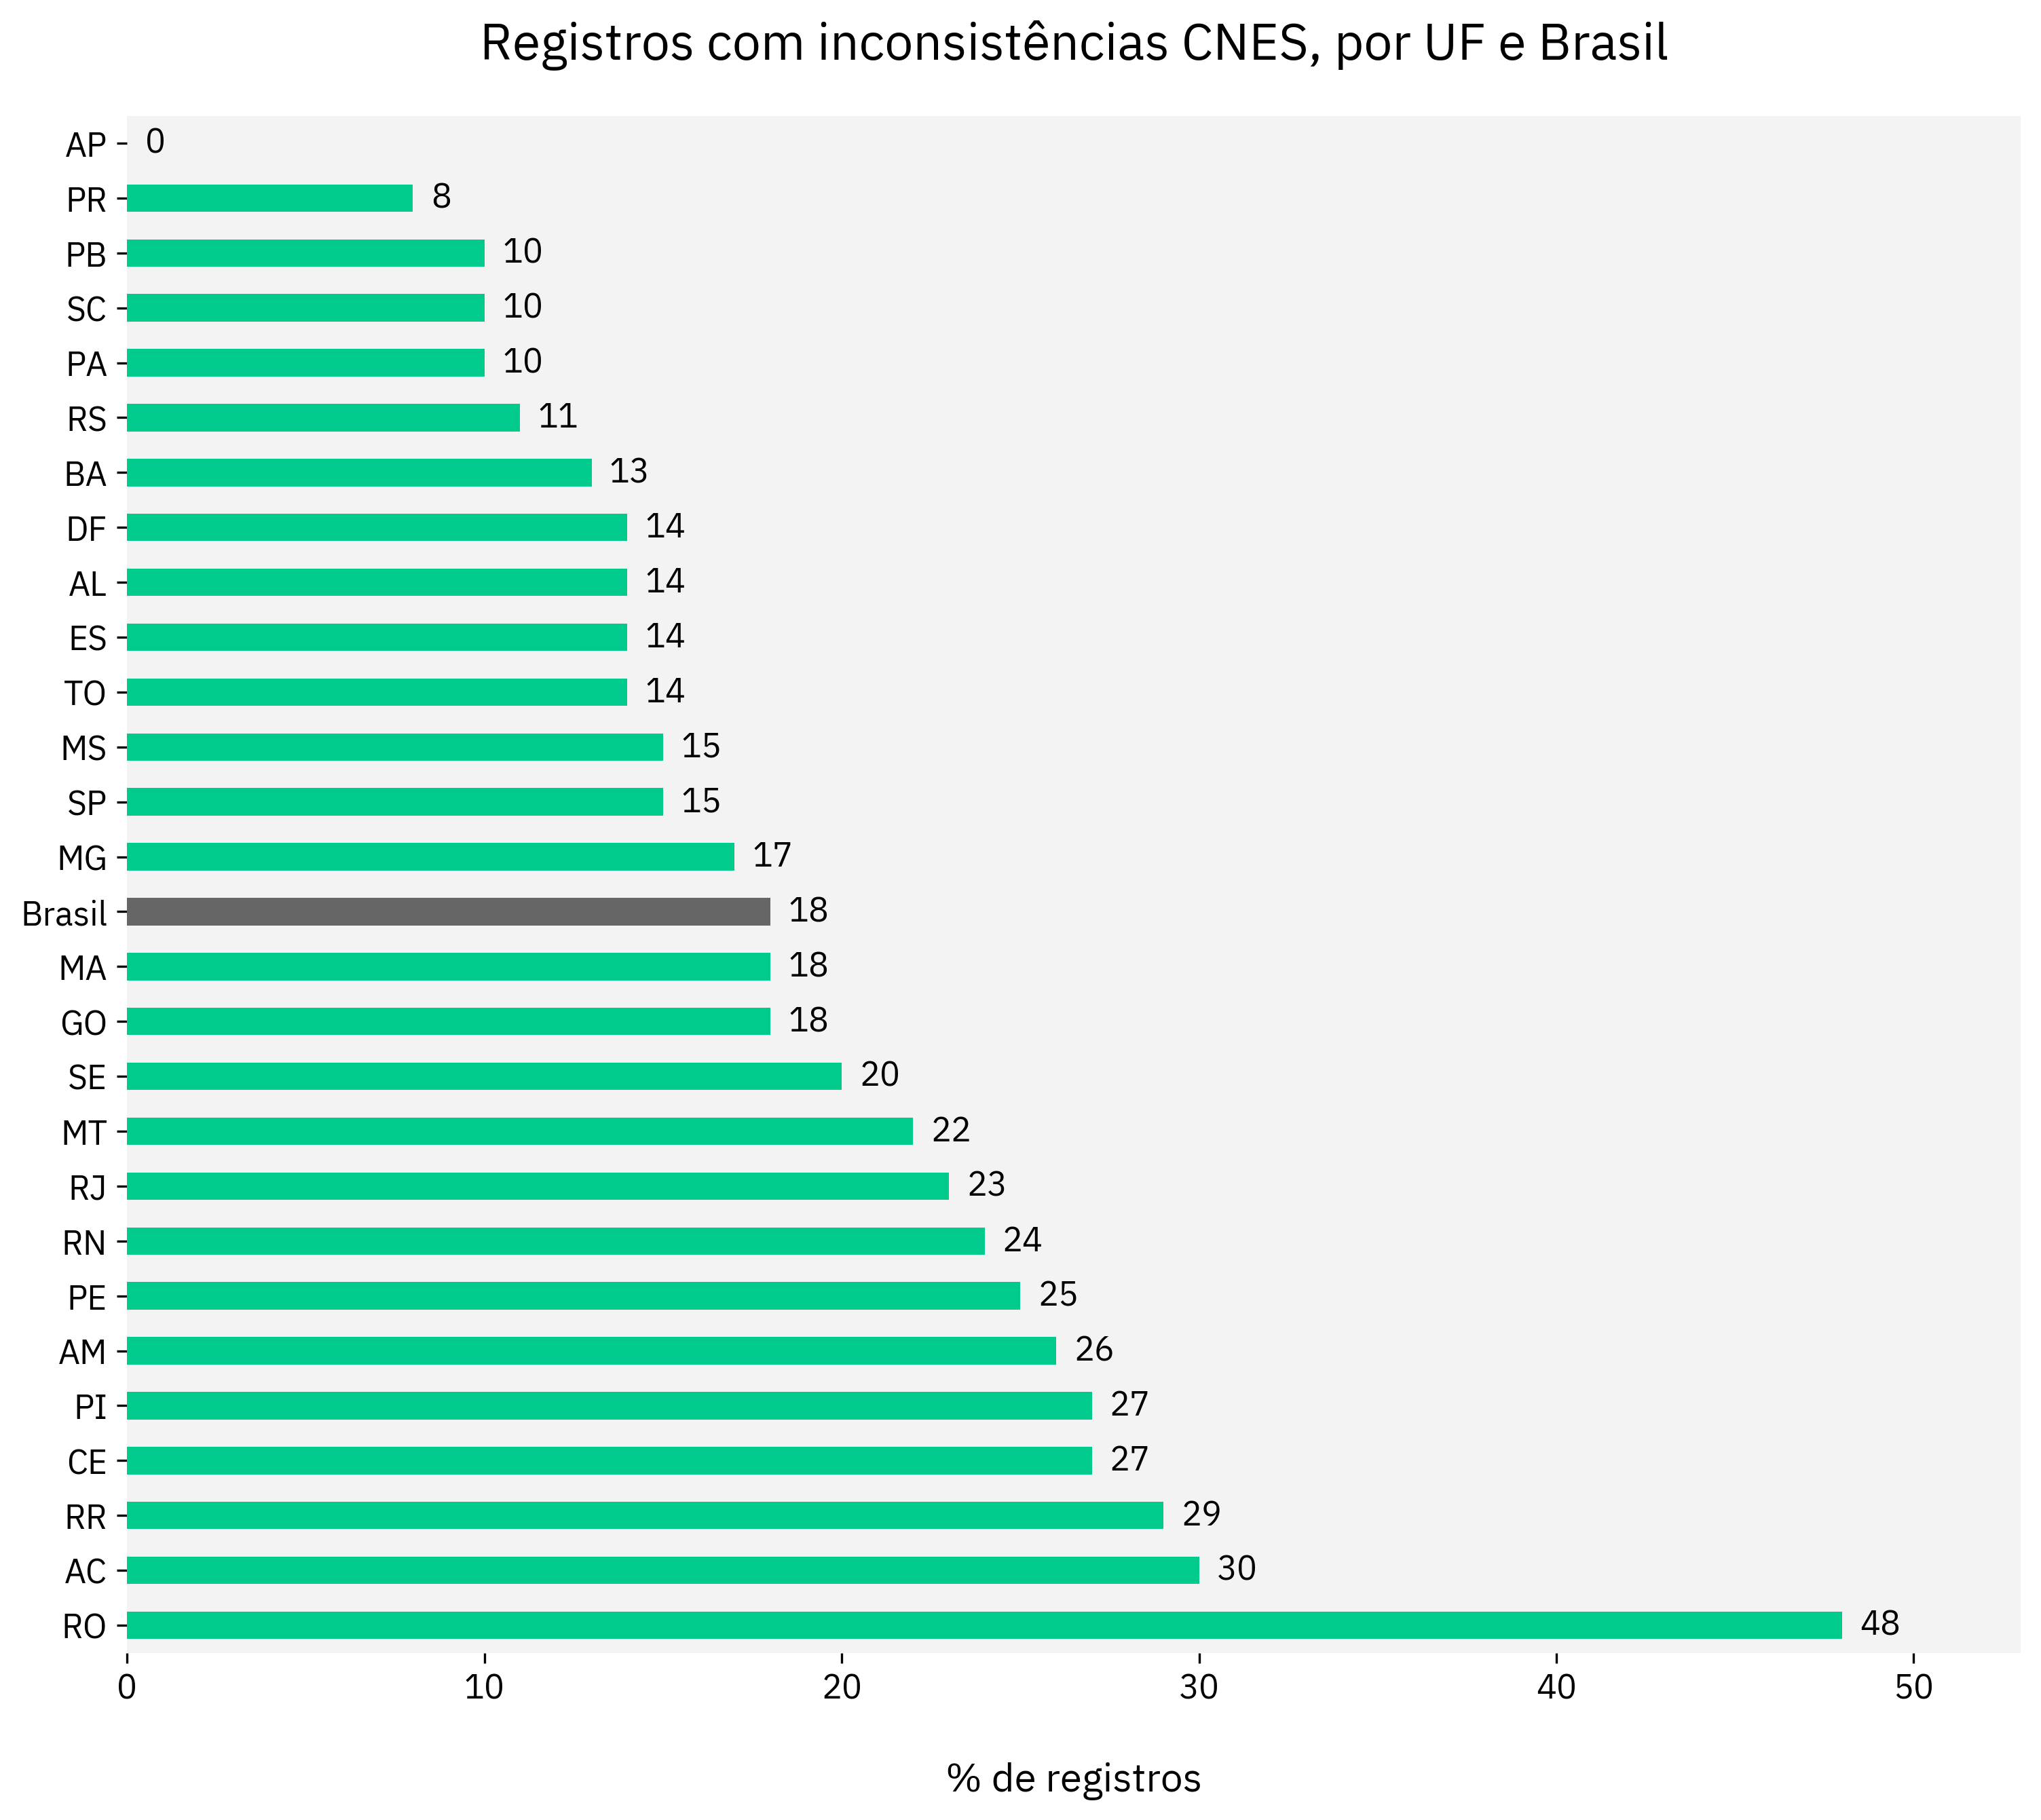 Registros com inconsistências CNES, por UF e Brasil
AP 0
PR 8
PB 10
SC 10
PA 10
RS 11
BA 13
DF 14
AL 14
ES 14
TO 14
MS 15
SP 15
MG 17
Brasil 18
MA 18
GO 18
SE 20
MT 22
RJ 23
RN 24
PE 25
AM 26
PI 27
CE 27
RR 29
AC 30
RO 48
0 10 20 30 40 50
% de registros